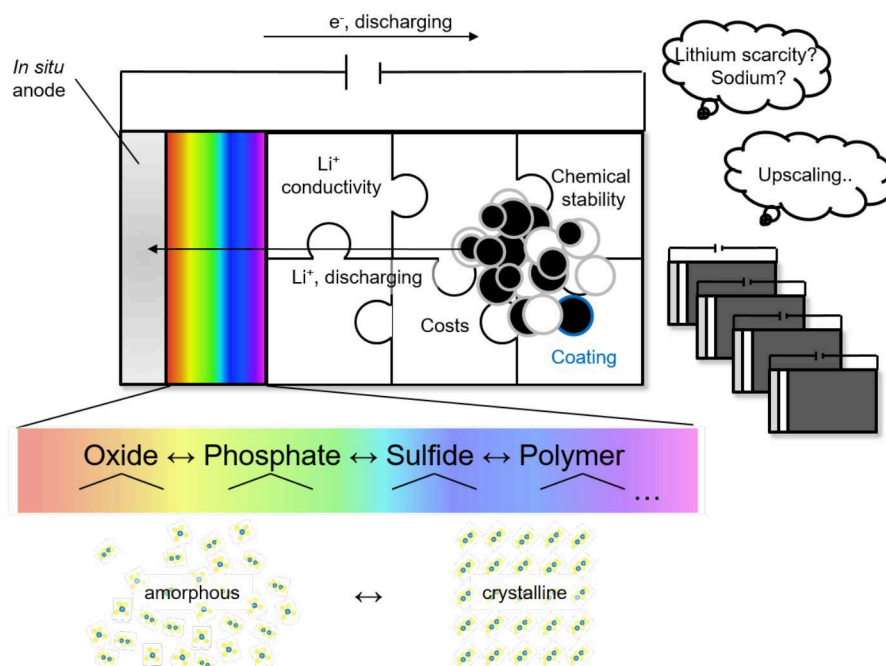 e⁻, discharging
In situ
anode
Lithium scarcity?
Sodium?
Upscaling..
Li⁺
conductivity
Chemical
stability
Li⁺, discharging
Costs
Coating
Oxide ↔ Phosphate ↔ Sulfide ↔ Polymer
...
amorphous ↔ crystalline